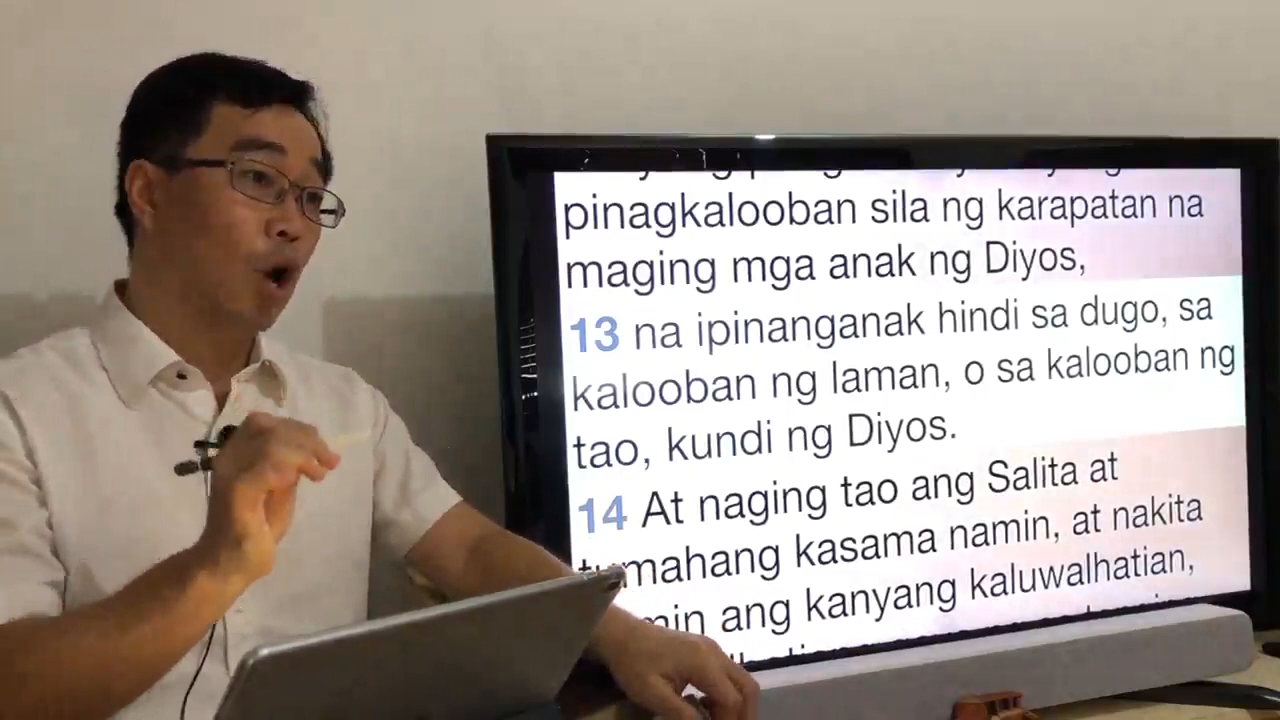 pinagkalooban sila ng karapatan na
maging mga anak ng Diyos,
13 na ipinanganak hindi sa dugo, sa
kalooban ng laman, o sa kalooban ng
tao, kundi ng Diyos.
14 At naging tao ang Salita at
tumahang kasama namin, at nakita
ang kanyang kaluwalhatian,